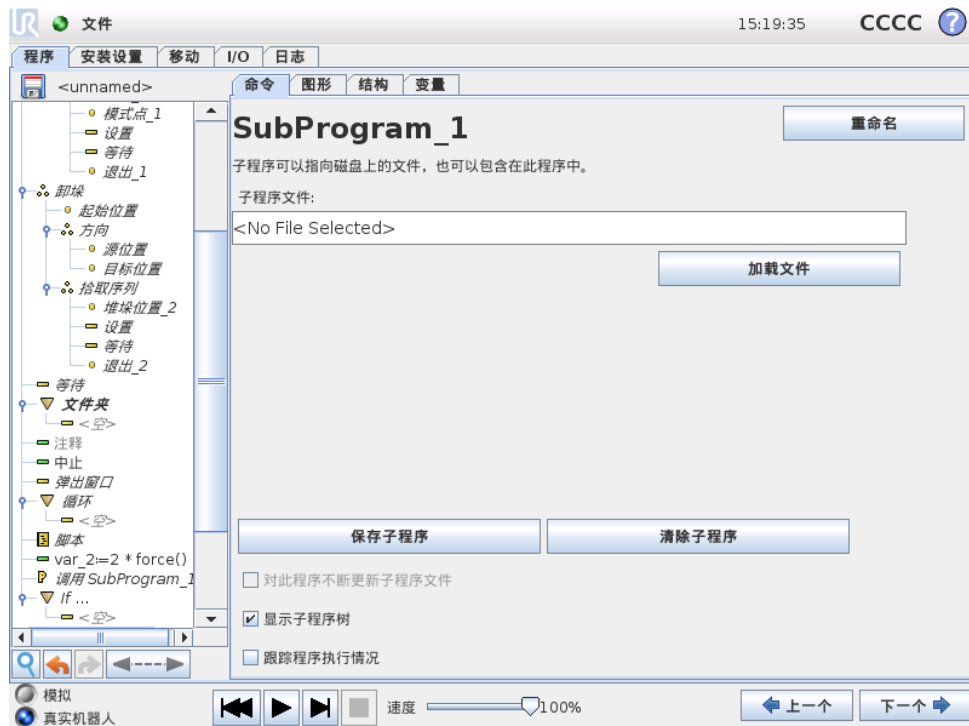 UR 文件 15:19:35 CCCC ?
程序 安装设置 移动 I/O 日志
<unnamed>
命令 图形 结构 变量
模式点_1
设置
等待
退出_1
卸垛
起始位置
方向
源位置
目标位置
拾取序列
堆垛位置_2
设置
等待
退出_2
等待
文件夹
<空>
注释
中止
弹出窗口
循环
<空>
脚本
var_2:=2 * force()
调用 SubProgram_1
If ...
<空>
SubProgram_1
重命名
子程序可以指向磁盘上的文件，也可以包含在此程序中。
子程序文件:
<No File Selected>
加载文件
保存子程序 清除子程序
对此程序不断更新子程序文件
显示子程序树
跟踪程序执行情况
模拟
真实机器人
速度 100%
上一个 下一个